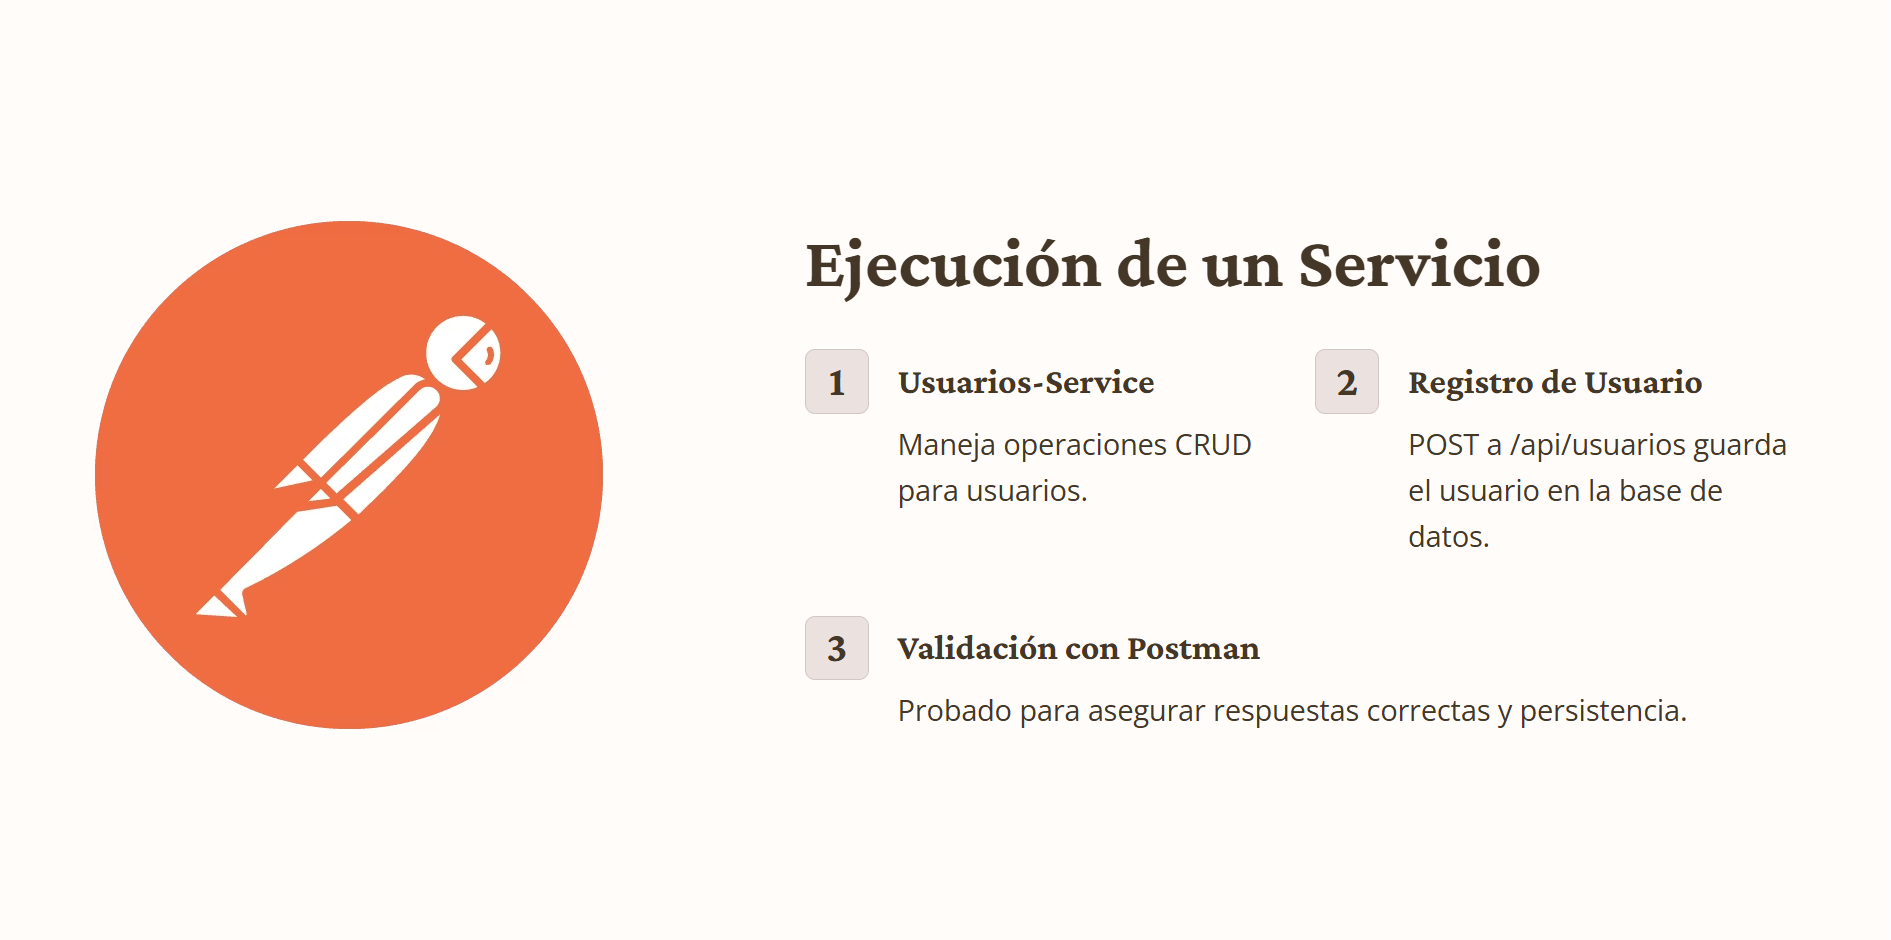 Ejecución de un Servicio
1
Usuarios-Service
Maneja operaciones CRUD
para usuarios.
2
Registro de Usuario
POST a /api/usuarios guarda
el usuario en la base de
datos.
3
Validación con Postman
Probado para asegurar respuestas correctas y persistencia.